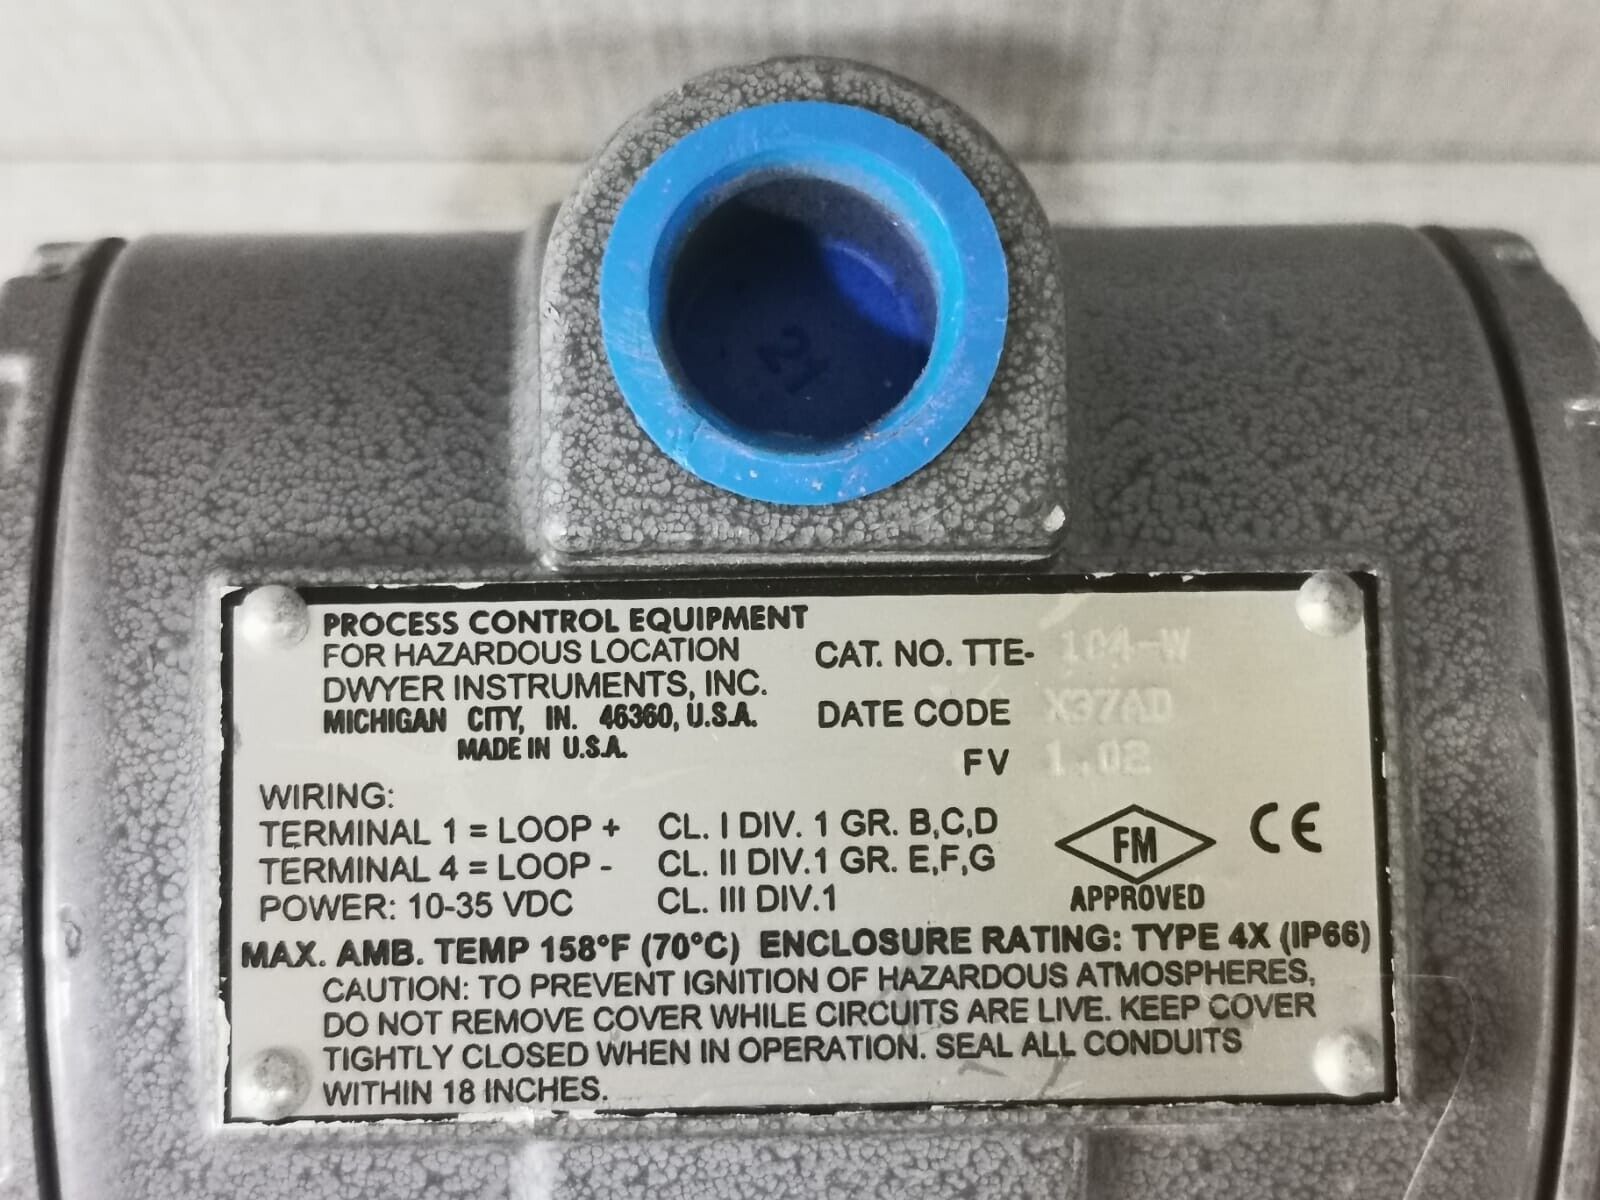 21
PROCESS CONTROL EQUIPMENT
FOR HAZARDOUS LOCATION
DWYER INSTRUMENTS, INC.
MICHIGAN CITY, IN. 46360, U.S.A.
MADE IN U.S.A.
CAT. NO. TTE- 104-W
DATE CODE X37AD
FV 1.02
WIRING:
TERMINAL 1 = LOOP +
TERMINAL 4 = LOOP -
POWER: 10-35 VDC
CL. I DIV. 1 GR. B,C,D
CL. II DIV.1 GR. E,F,G
CL. III DIV.1
FM
APPROVED
CE
MAX. AMB. TEMP 158°F (70°C) ENCLOSURE RATING: TYPE 4X (IP66)
CAUTION: TO PREVENT IGNITION OF HAZARDOUS ATMOSPHERES,
DO NOT REMOVE COVER WHILE CIRCUITS ARE LIVE. KEEP COVER
TIGHTLY CLOSED WHEN IN OPERATION. SEAL ALL CONDUITS
WITHIN 18 INCHES.